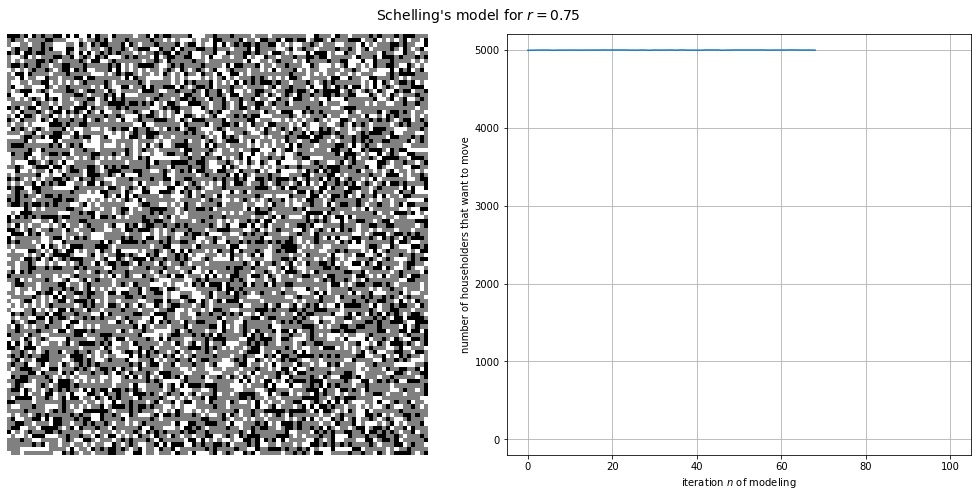 Schelling's model for r = 0.75
number of householders that want to move
5000
4000
3000
2000
1000
0
0 20 40 60 80 100
iteration n of modeling